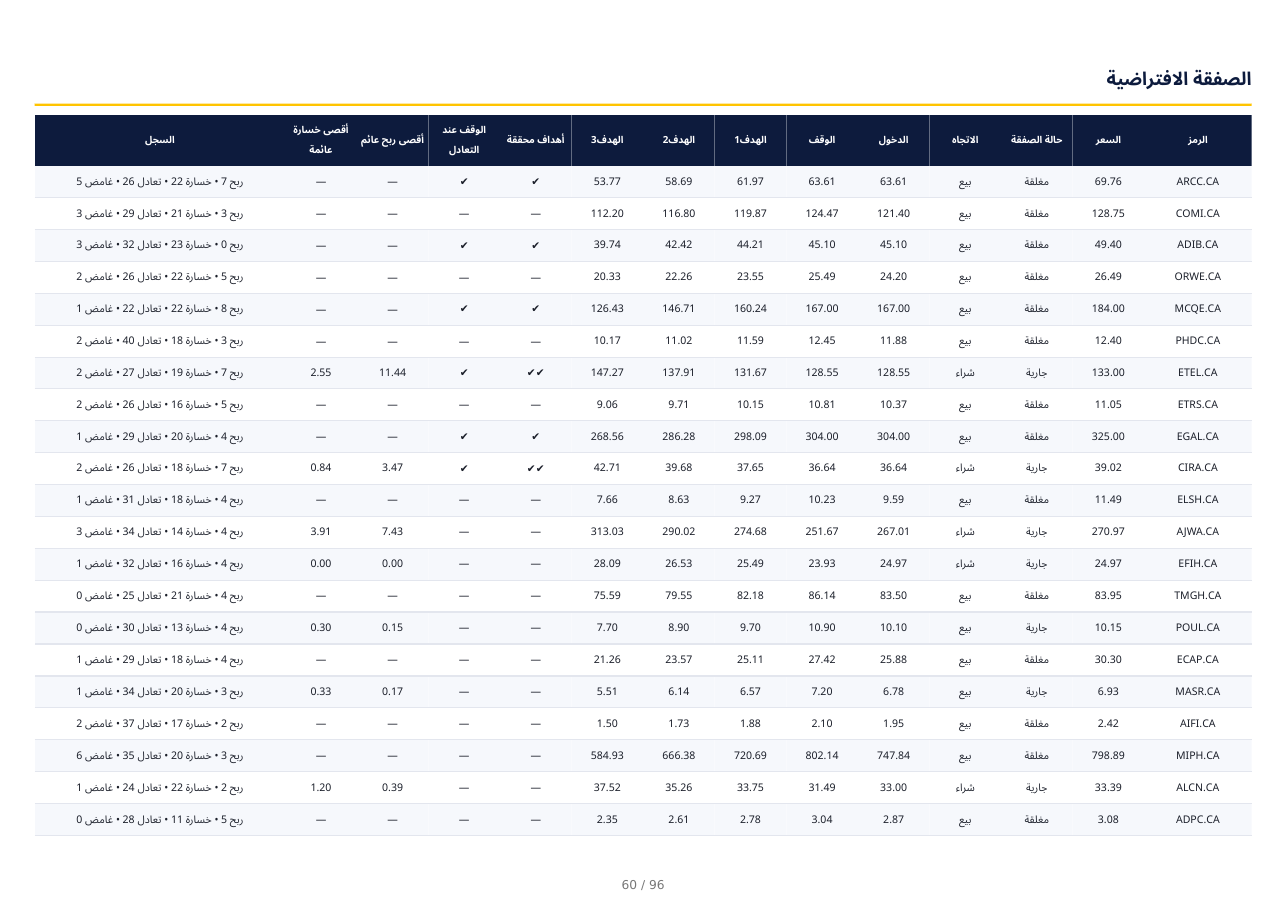 الصفقة الافتراضية
الرمز السعر حالة الصفقة الاتجاه الدخول الوقف الهدف1 الهدف2 الهدف3 أهداف محققة الوقف عند التعادل أقصى ربح عائم أقصى خسارة عائمة السجل
ARCC.CA 69.76 مغلقة بيع 63.61 63.61 61.97 58.69 53.77 ✔ ✔ — — ربح 7 • خسارة 22 • تعادل 26 • غامض 5
COMI.CA 128.75 مغلقة بيع 121.40 124.47 119.87 116.80 112.20 — — — — ربح 3 • خسارة 21 • تعادل 29 • غامض 3
ADIB.CA 49.40 مغلقة بيع 45.10 45.10 44.21 42.42 39.74 ✔ ✔ — — ربح 0 • خسارة 23 • تعادل 32 • غامض 3
ORWE.CA 26.49 مغلقة بيع 24.20 25.49 23.55 22.26 20.33 — — — — ربح 5 • خسارة 22 • تعادل 26 • غامض 2
MCQE.CA 184.00 مغلقة بيع 167.00 167.00 160.24 146.71 126.43 ✔ ✔ — — ربح 8 • خسارة 22 • تعادل 22 • غامض 1
PHDC.CA 12.40 مغلقة بيع 11.88 12.45 11.59 11.02 10.17 — — — — ربح 3 • خسارة 18 • تعادل 40 • غامض 2
ETEL.CA 133.00 جارية شراء 128.55 128.55 131.67 137.91 147.27 ✔✔ ✔ 11.44 2.55 ربح 7 • خسارة 19 • تعادل 27 • غامض 2
ETRS.CA 11.05 مغلقة بيع 10.37 10.81 10.15 9.71 9.06 — — — — ربح 5 • خسارة 16 • تعادل 26 • غامض 2
EGAL.CA 325.00 مغلقة بيع 304.00 304.00 298.09 286.28 268.56 ✔ ✔ — — ربح 4 • خسارة 20 • تعادل 29 • غامض 1
CIRA.CA 39.02 جارية شراء 36.64 36.64 37.65 39.68 42.71 ✔✔ ✔ 3.47 0.84 ربح 7 • خسارة 18 • تعادل 26 • غامض 2
ELSH.CA 11.49 مغلقة بيع 9.59 10.23 9.27 8.63 7.66 — — — — ربح 4 • خسارة 18 • تعادل 31 • غامض 1
AJWA.CA 270.97 جارية شراء 267.01 251.67 274.68 290.02 313.03 — — 7.43 3.91 ربح 4 • خسارة 14 • تعادل 34 • غامض 3
EFIH.CA 24.97 جارية شراء 24.97 23.93 25.49 26.53 28.09 — — 0.00 0.00 ربح 4 • خسارة 16 • تعادل 32 • غامض 1
TMGH.CA 83.95 مغلقة بيع 83.50 86.14 82.18 79.55 75.59 — — — — ربح 4 • خسارة 21 • تعادل 25 • غامض 0
POUL.CA 10.15 جارية بيع 10.10 10.90 9.70 8.90 7.70 — — 0.15 0.30 ربح 4 • خسارة 13 • تعادل 30 • غامض 0
ECAP.CA 30.30 مغلقة بيع 25.88 27.42 25.11 23.57 21.26 — — — — ربح 4 • خسارة 18 • تعادل 29 • غامض 1
MASR.CA 6.93 جارية بيع 6.78 7.20 6.57 6.14 5.51 — — 0.17 0.33 ربح 3 • خسارة 20 • تعادل 34 • غامض 1
AIFI.CA 2.42 مغلقة بيع 1.95 2.10 1.88 1.73 1.50 — — — — ربح 2 • خسارة 17 • تعادل 37 • غامض 2
MIPH.CA 798.89 مغلقة بيع 747.84 802.14 720.69 666.38 584.93 — — — — ربح 3 • خسارة 20 • تعادل 35 • غامض 6
ALCN.CA 33.39 جارية شراء 33.00 31.49 33.75 35.26 37.52 — — 0.39 1.20 ربح 2 • خسارة 22 • تعادل 24 • غامض 1
ADPC.CA 3.08 مغلقة بيع 2.87 3.04 2.78 2.61 2.35 — — — — ربح 5 • خسارة 11 • تعادل 28 • غامض 0
60 / 96